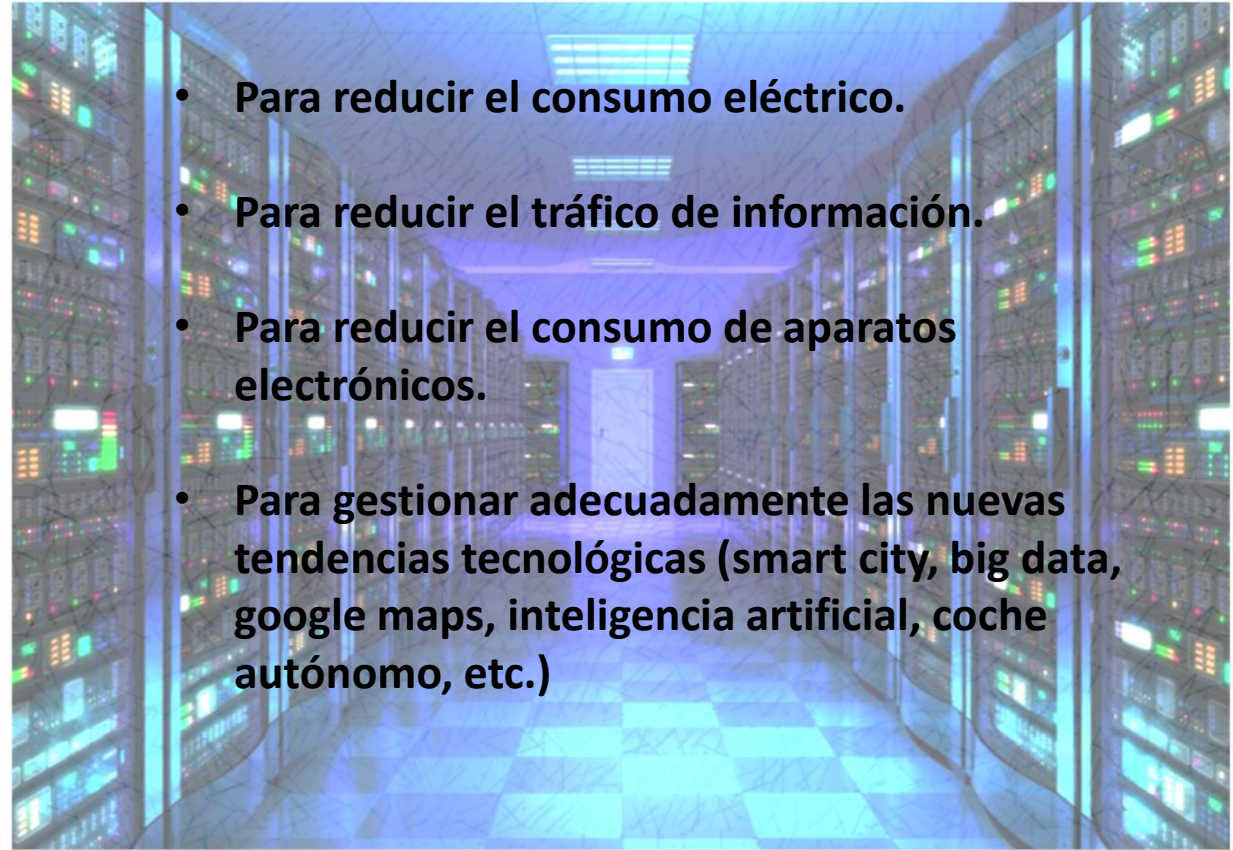 • Para reducir el consumo eléctrico.
• Para reducir el tráfico de información.
• Para reducir el consumo de aparatos
electrónicos.
• Para gestionar adecuadamente las nuevas
tendencias tecnológicas (smart city, big data,
google maps, inteligencia artificial, coche
autónomo, etc.)